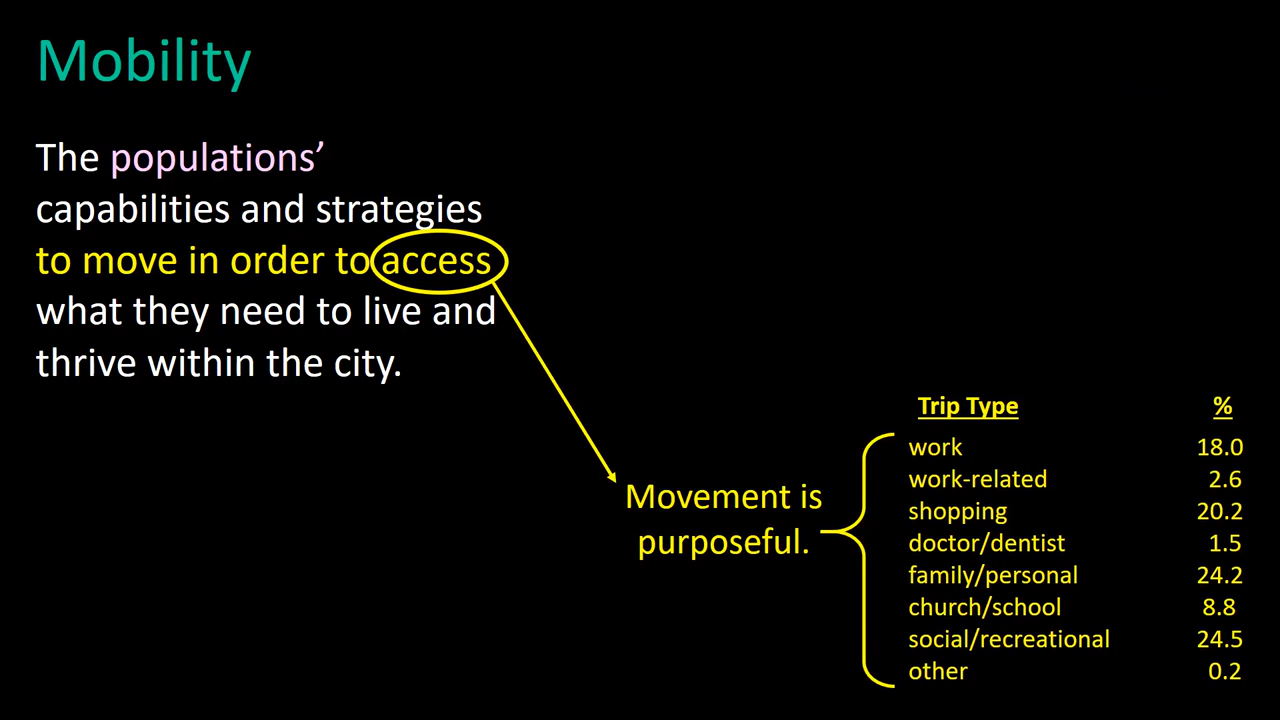 Mobility
The populations’
capabilities and strategies
to move in order to access
what they need to live and
thrive within the city.
Movement is
purposeful.
Trip Type %
work 18.0
work-related 2.6
shopping 20.2
doctor/dentist 1.5
family/personal 24.2
church/school 8.8
social/recreational 24.5
other 0.2